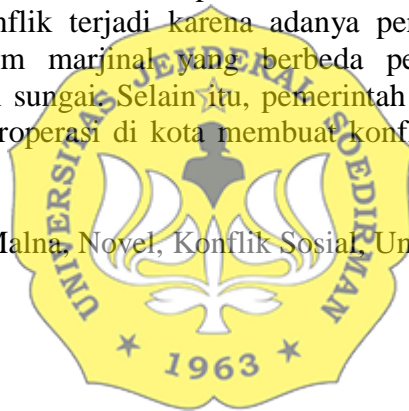 nflik terjadi karena adanya per
m marjinal yang berbeda pe
sungai. Selain itu, pemerintah
roperasi di kota membuat konf
Malna, Novel, Konflik Sosial, Un
UNIVERSITAS JENDERAL SOEDIRMAN
★ 1963 ★